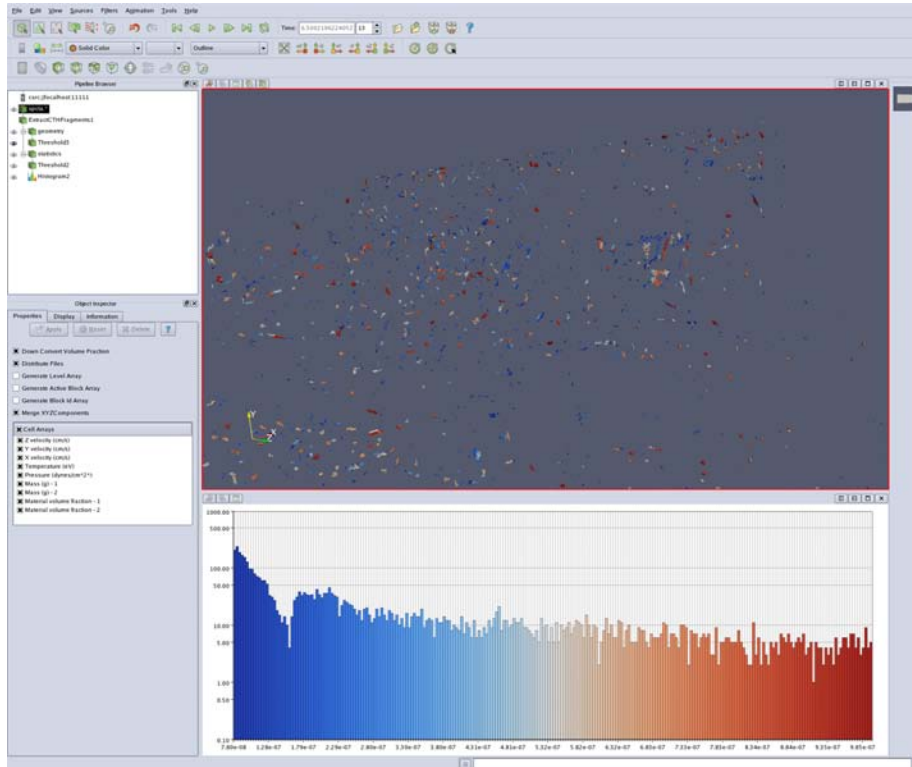 File Edit View Sources Filters Animation Tools Help
Time: 13
Solid Color Outline
Pipeline Browser
csrc://localhost:11111
spcta.*
ExtractCTHFragments1
geometry
Threshold3
statistics
Threshold2
Histogram2
Object Inspector
Properties Display Information
Apply Reset Delete ?
Down Convert Volume Fraction
Distribute Files
Generate Level Array
Generate Active Block Array
Generate Block Id Array
Merge XYZComponents
Cell Arrays
Z velocity (cm/s)
Y velocity (cm/s)
X velocity (cm/s)
Temperature (eV)
Pressure (dynes/cm^2^)
Mass (g) - 1
Mass (g) - 2
Material volume fraction - 1
Material volume fraction - 2
Y
Z X
1000.00
500.00
100.00
50.00
10.00
5.00
1.00
0.50
0.10
7.80e-08 1.28e-07 1.79e-07 2.29e-07 2.80e-07 3.30e-07 3.80e-07 4.31e-07 4.81e-07 5.32e-07 5.82e-07 6.32e-07 6.83e-07 7.33e-07 7.83e-07 8.34e-07 8.84e-07 9.35e-07 9.85e-07